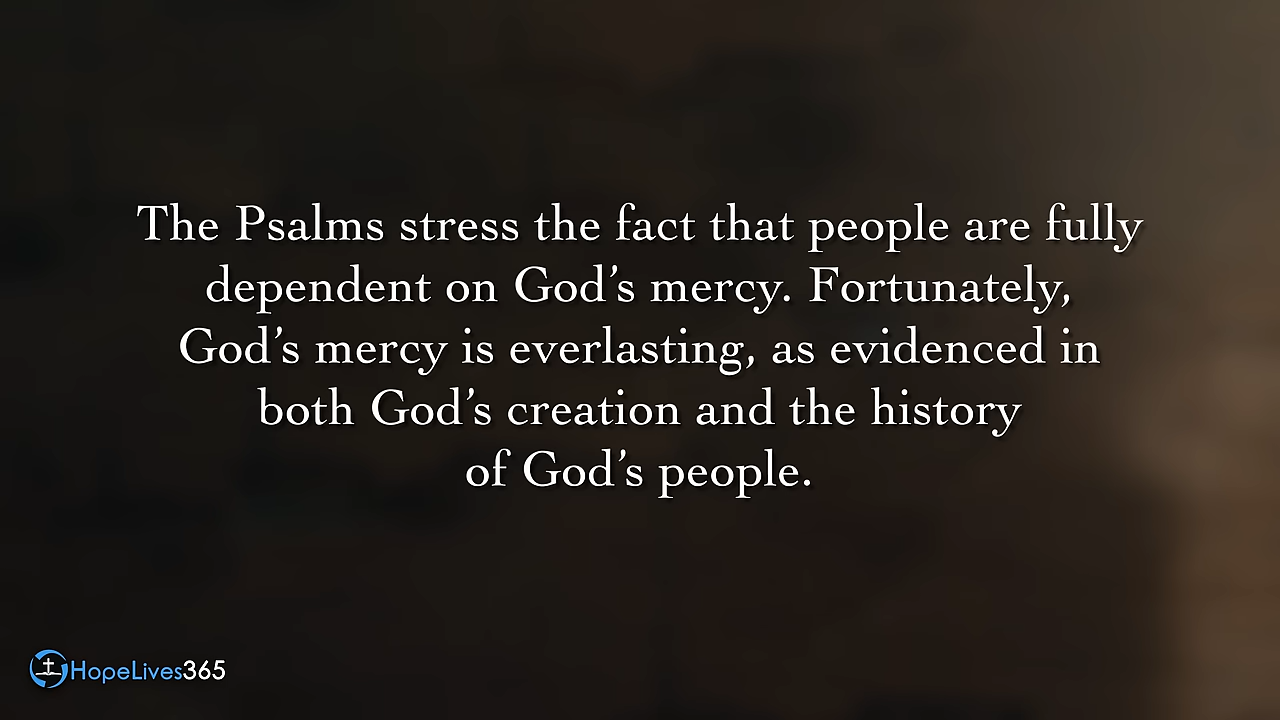 The Psalms stress the fact that people are fully
dependent on God’s mercy. Fortunately,
God’s mercy is everlasting, as evidenced in
both God’s creation and the history
of God’s people.
HopeLives365